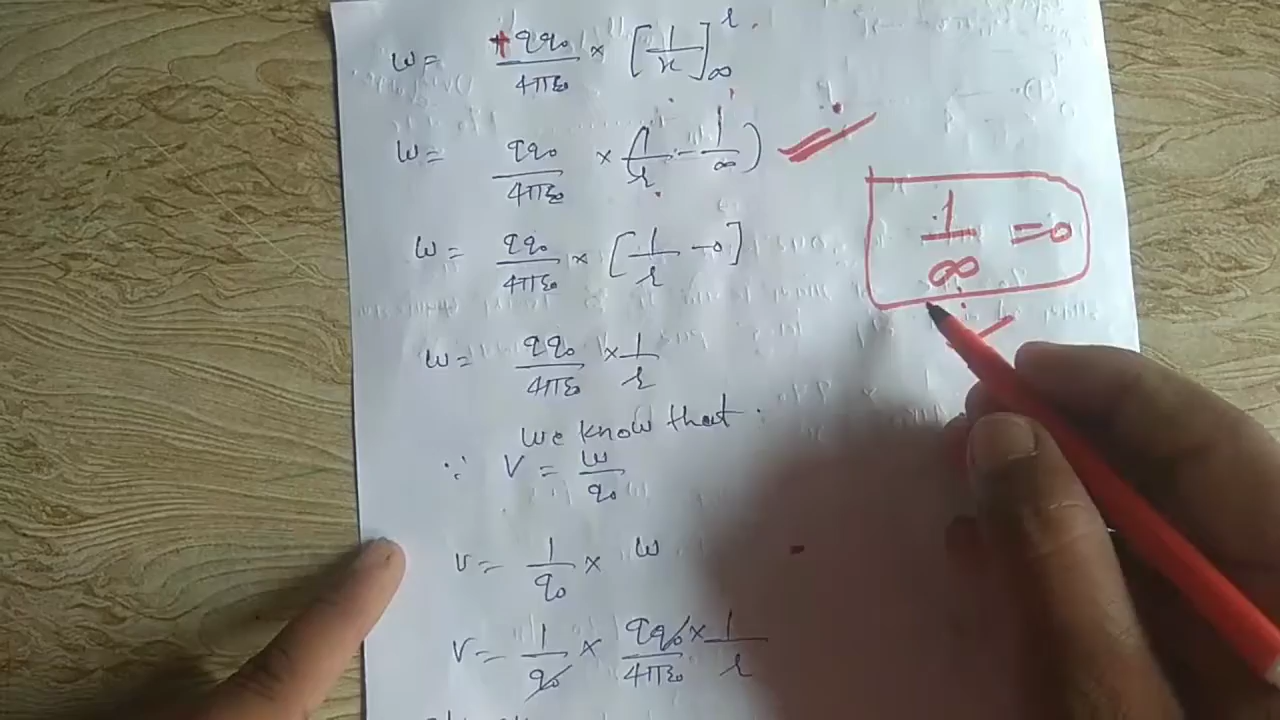 W = + qq₀/4πε₀ × [1/x]∞^r
W = qq₀/4πε₀ × (1/r - 1/∞)
1/∞ = 0
W = qq₀/4πε₀ × [1/r - 0]
W = qq₀/4πε₀ × 1/r
We know that
∵ V = W/q₀
V = 1/q₀ × W
V = 1/q₀ × qq₀/4πε₀ × 1/r